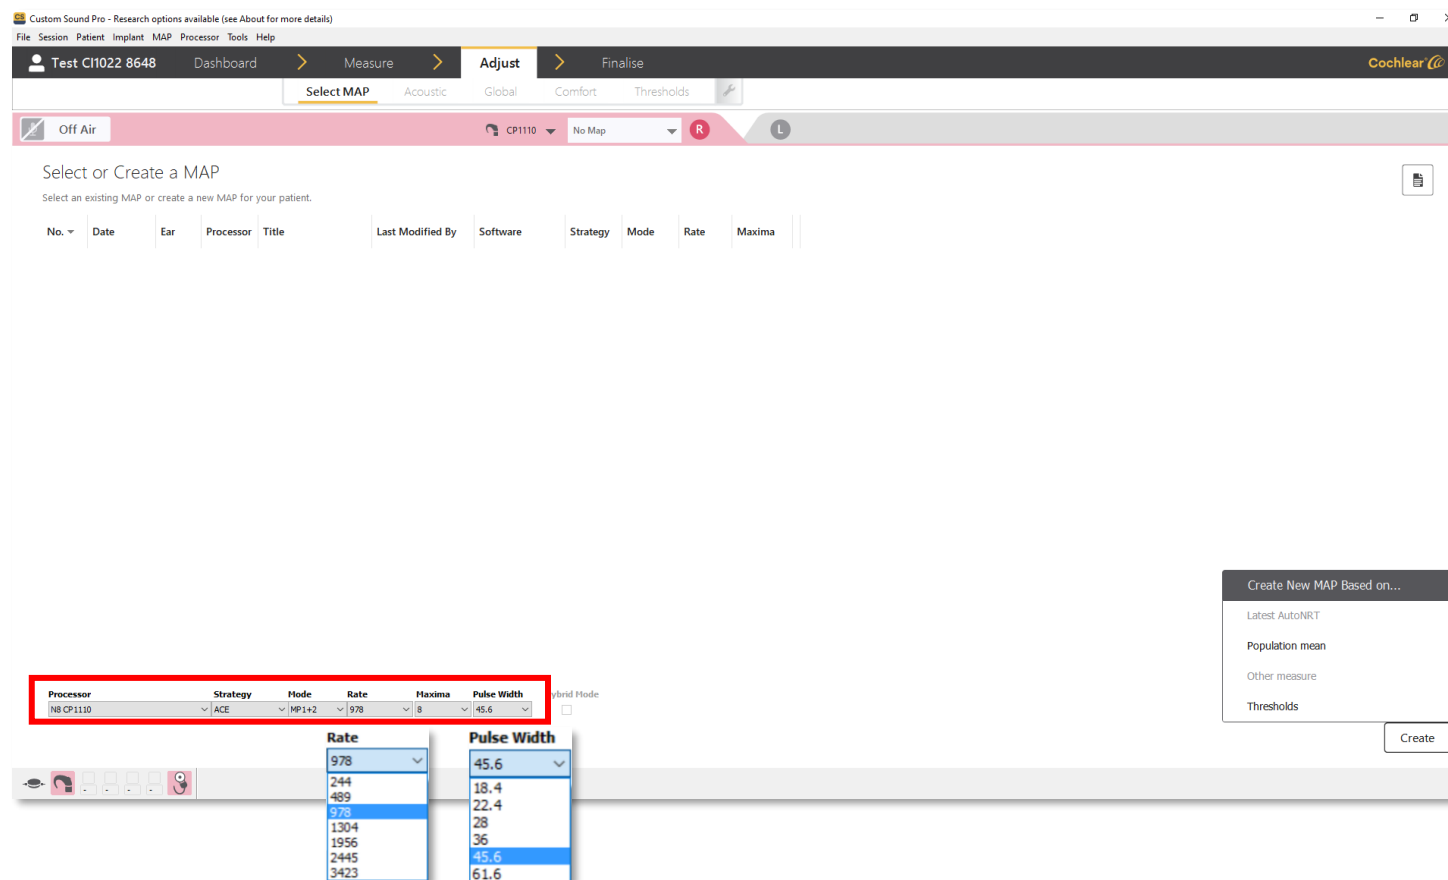 CS Custom Sound Pro - Research options available (see About for more details)
File Session Patient Implant MAP Processor Tools Help
Test CI1022 8648 Dashboard Measure Adjust Finalise Cochlear
Select MAP Acoustic Global Comfort Thresholds
Off Air CP1110 No Map R L
Select or Create a MAP
Select an existing MAP or create a new MAP for your patient.
No. Date Ear Processor Title Last Modified By Software Strategy Mode Rate Maxima
Create New MAP Based on...
Latest AutoNRT
Population mean
Other measure
Thresholds
Processor Strategy Mode Rate Maxima Pulse Width ybrid Mode
N8 CP1110 ACE MP1+2 978 8 45.6
Create
Rate
978
244
489
978
1304
1956
2445
3423
Pulse Width
45.6
18.4
22.4
28
36
45.6
61.6
- - - -